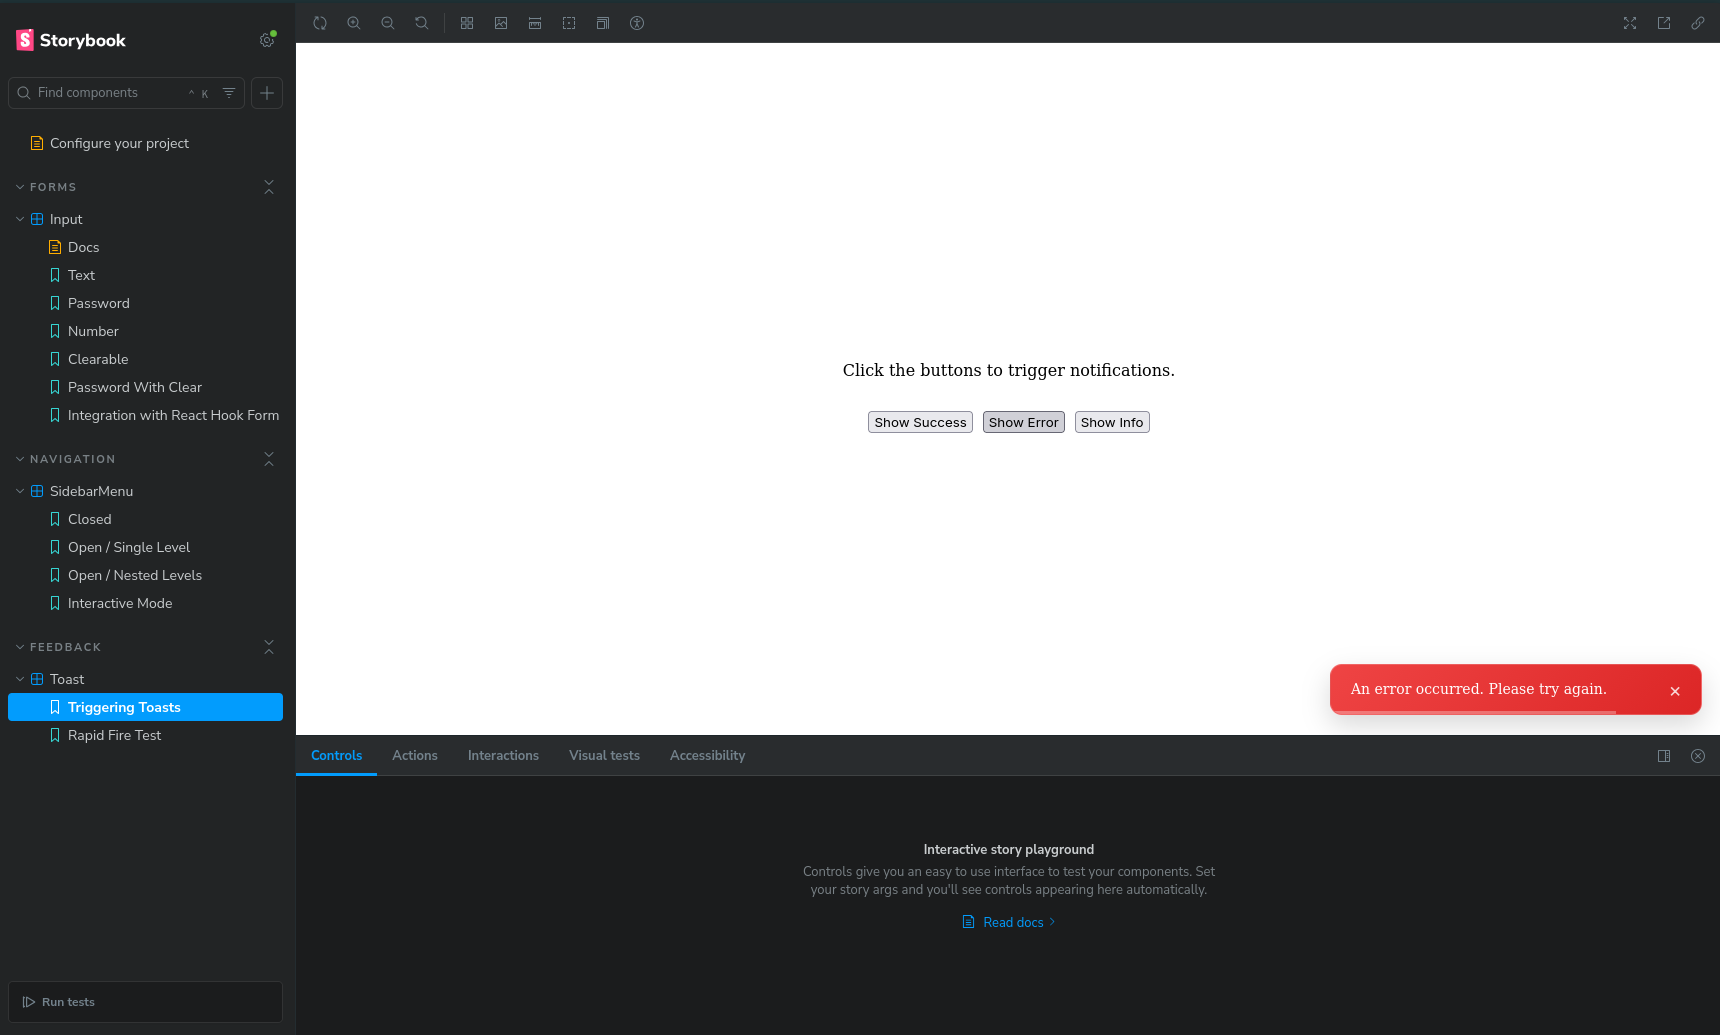 Storybook
Find components
^ K
Configure your project
FORMS
Input
Docs
Text
Password
Number
Clearable
Password With Clear
Integration with React Hook Form
NAVIGATION
SidebarMenu
Closed
Open / Single Level
Open / Nested Levels
Interactive Mode
FEEDBACK
Toast
Triggering Toasts
Rapid Fire Test
Run tests
Click the buttons to trigger notifications.
Show Success Show Error Show Info
An error occurred. Please try again.
Controls Actions Interactions Visual tests Accessibility
Interactive story playground
Controls give you an easy to use interface to test your components. Set
your story args and you'll see controls appearing here automatically.
Read docs